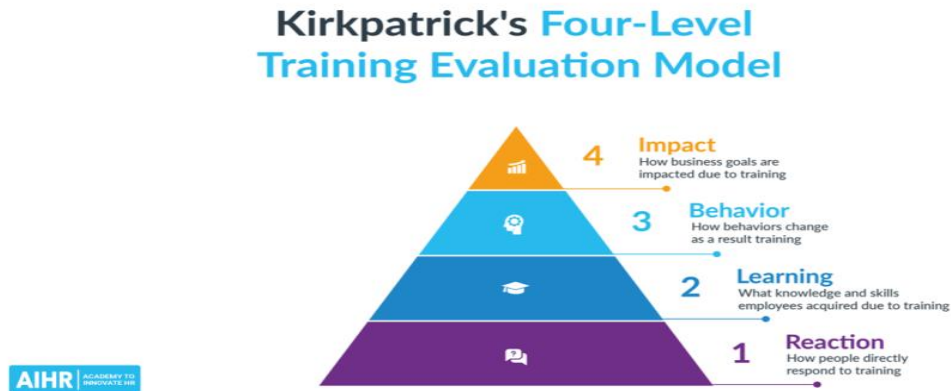 Kirkpatrick's Four-Level
Training Evaluation Model
4
Impact
How business goals are
impacted due to training
3
Behavior
How behaviors change
as a result training
2
Learning
What knowledge and skills
employees acquired due to training
1
Reaction
How people directly
respond to training
?
AIHR
ACADEMY TO
INNOVATE HR